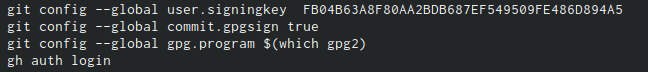 git config --global user.signingkey  FB04B63A8F80AA2BDB687EF549509FE486D894A5
git config --global commit.gpgsign true
git config --global gpg.program $(which gpg2)
gh auth login